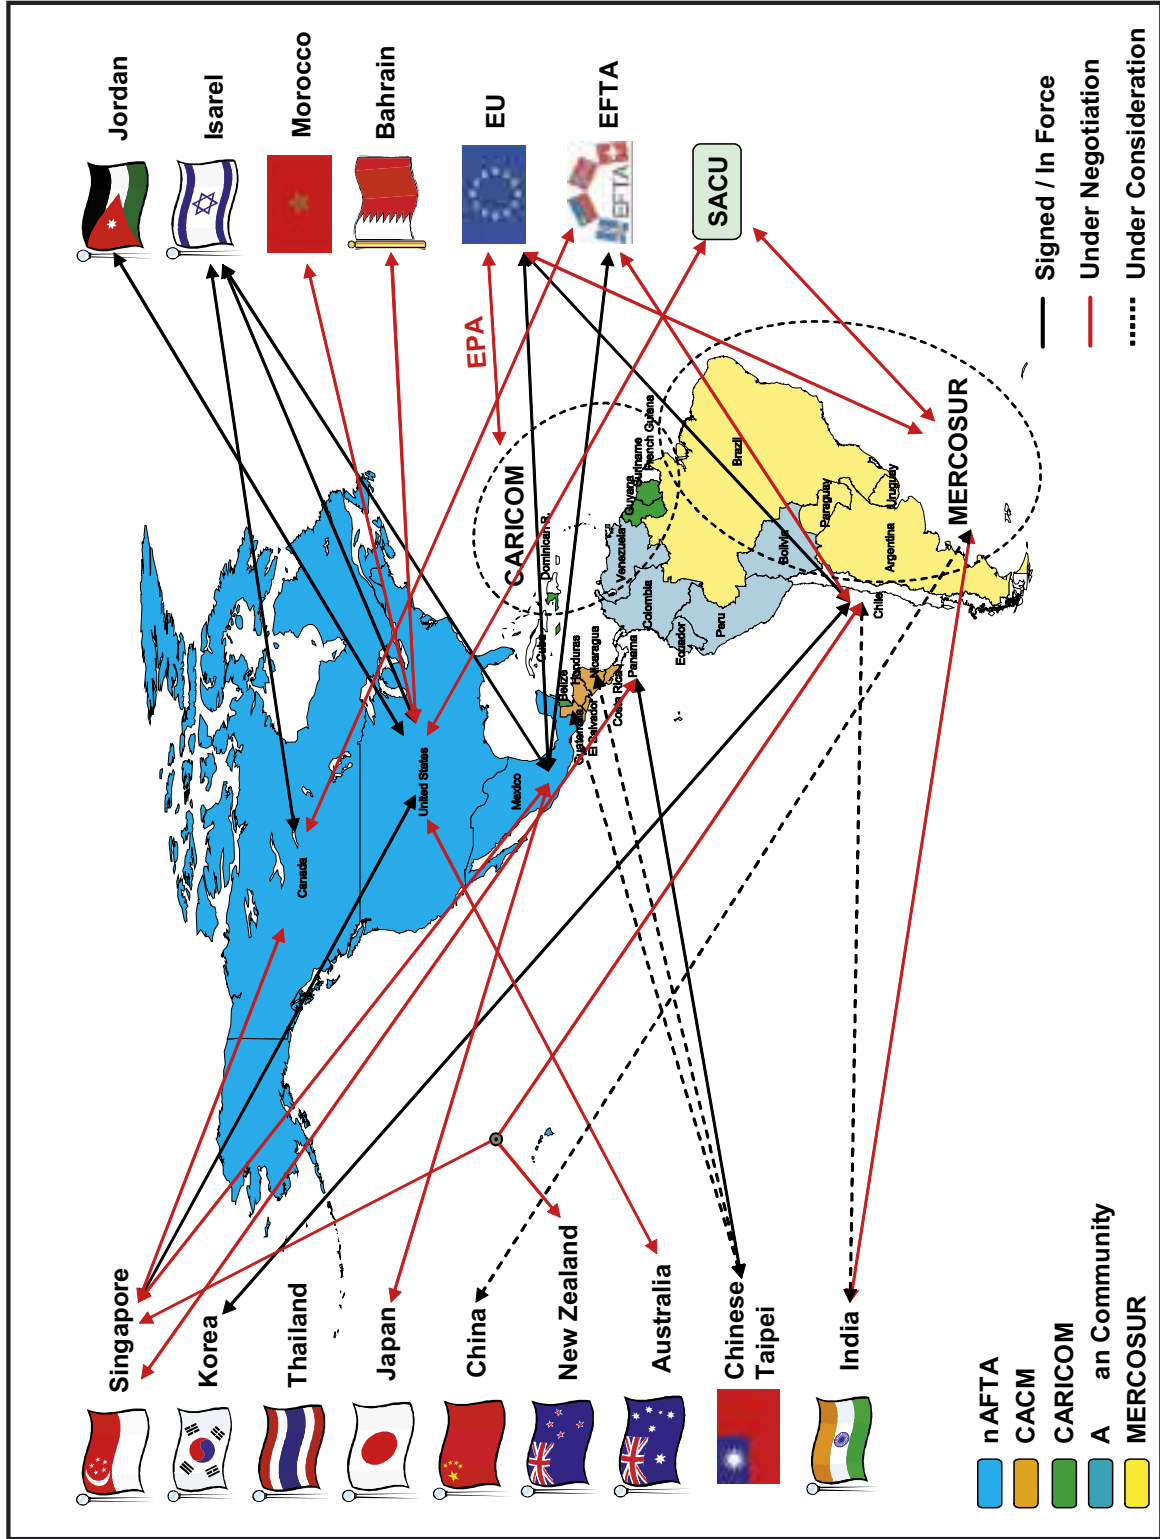 Singapore
Korea
Thailand
Japan
China
New Zealand
Australia
Chinese
Taipei
India
Jordan
Isarel
Morocco
Bahrain
EU
EFTA
EFTA
SACU
EPA
Canada
United States
Mexico
CARICOM
Cuba
Dominican R.
Belize
Guatemala
Honduras
El Salvador
Nicaragua
Costa Rica
Panama
Venezuela
Guyana
Suriname
French Guiana
Colombia
Ecuador
Peru
Brazil
Bolivia
Paraguay
Uruguay
Argentina
Chile
MERCOSUR
n AFTA
CACM
CARICOM
A an Community
MERCOSUR
Signed / In Force
Under Negotiation
Under Consideration